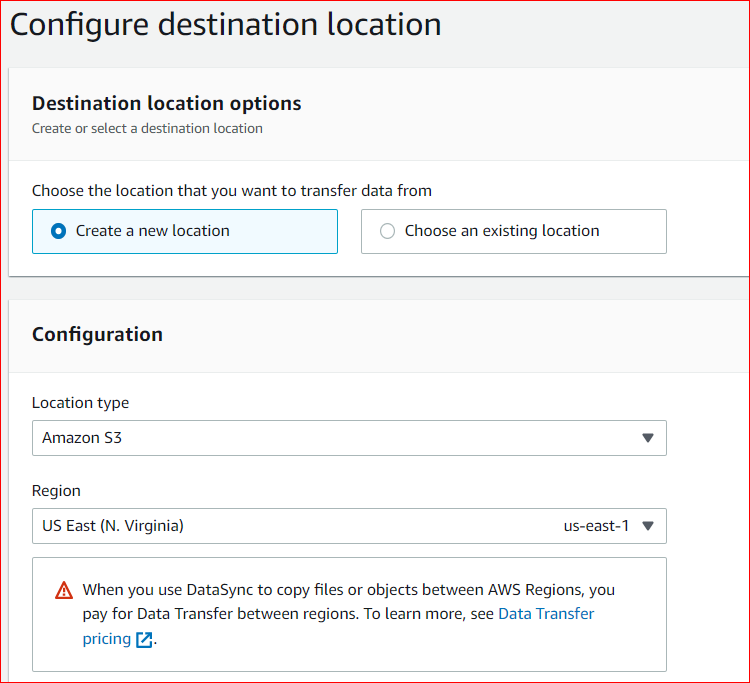 Configure destination location
Destination location options
Create or select a destination location
Choose the location that you want to transfer data from
Create a new location
Choose an existing location
Configuration
Location type
Amazon S3
Region
US East (N. Virginia) us-east-1
When you use DataSync to copy files or objects between AWS Regions, you
pay for Data Transfer between regions. To learn more, see Data Transfer
pricing .